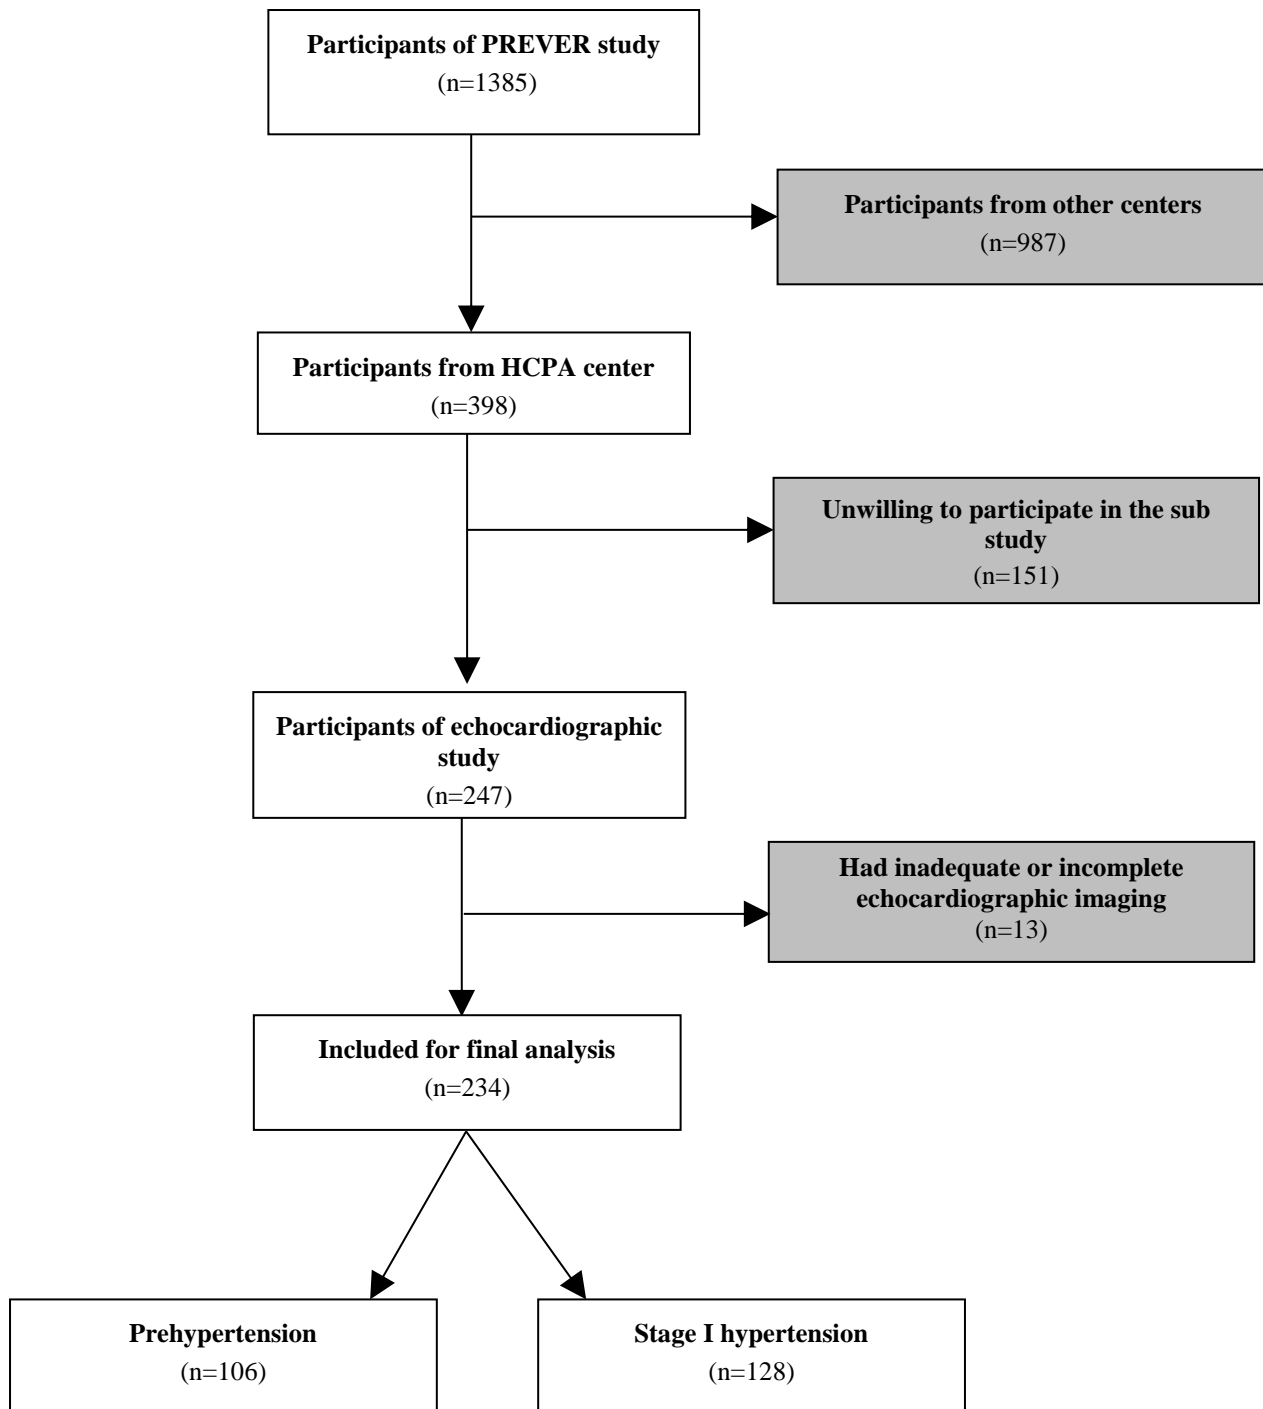 Participants of PREVER study
(n=1385)
Participants from other centers
(n=987)
Participants from HCPA center
(n=398)
Unwilling to participate in the sub
study
(n=151)
Participants of echocardiographic
study
(n=247)
Had inadequate or incomplete
echocardiographic imaging
(n=13)
Included for final analysis
(n=234)
Prehypertension
(n=106)
Stage I hypertension
(n=128)